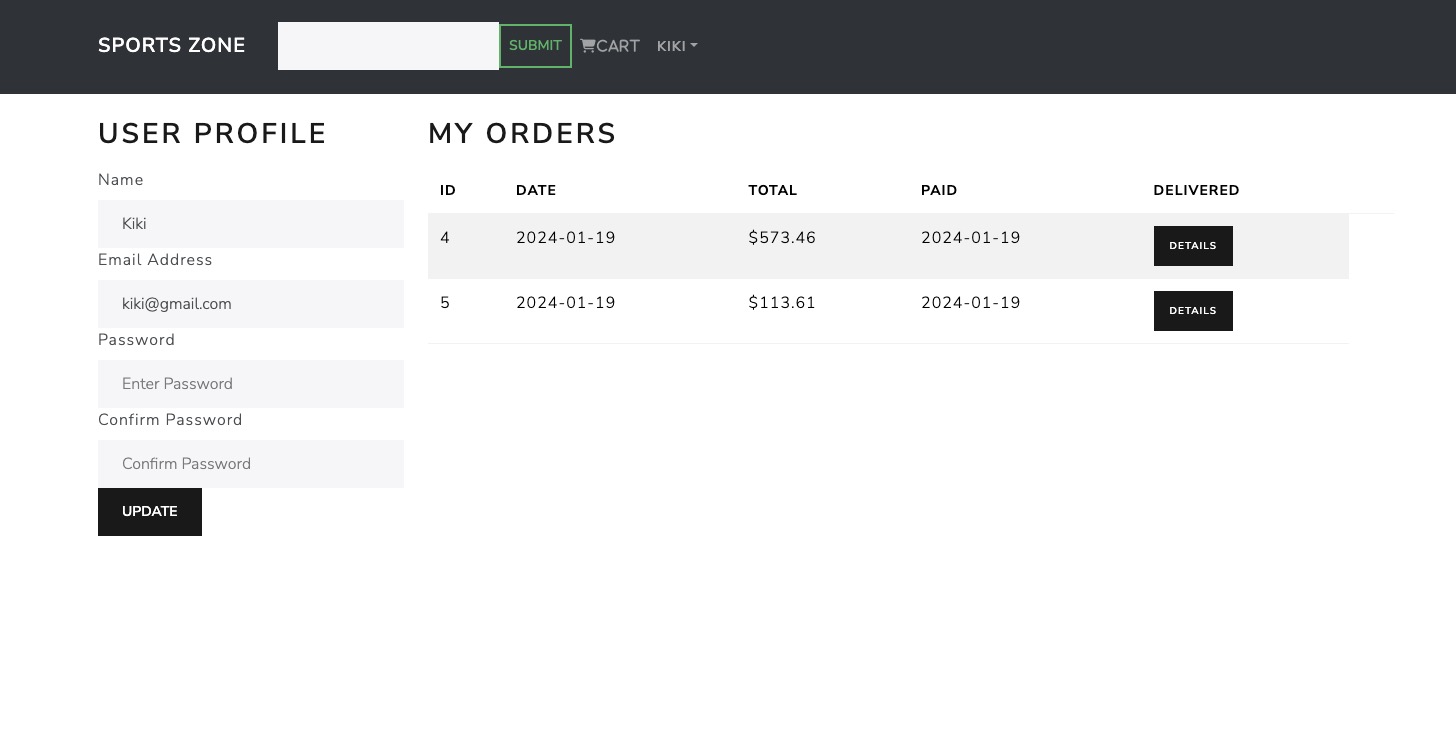 SPORTS ZONE SUBMIT CART KIKI
USER PROFILE
Name
Kiki
Email Address
kiki@gmail.com
Password
Enter Password
Confirm Password
Confirm Password
UPDATE
MY ORDERS
ID DATE TOTAL PAID DELIVERED
4 2024-01-19 $573.46 2024-01-19 DETAILS
5 2024-01-19 $113.61 2024-01-19 DETAILS